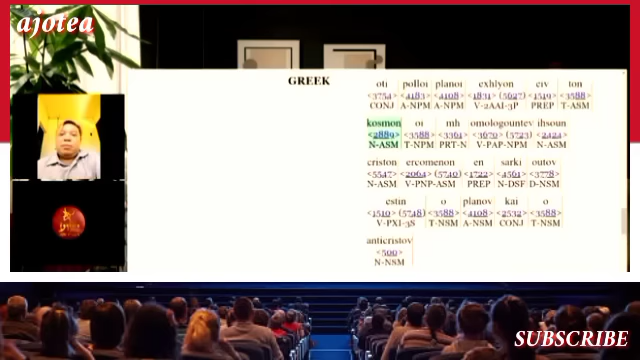 ajotea
GREEK
oti polloi planoi exhlyon eiv ton
<3754> <4183> <4108> <1831> (5627) <1519> <3588>
CONJ A-NPM A-NPM V-2AAI-3P PREP T-ASM
kosmon oi mh omologountev ihsoun
<2889> <3588> <3361> <3670> (5723) <2424>
N-ASM T-NPM PRT-N V-PAP-NPM N-ASM
criston ercomenon en sarki outov
<5547> <2064> (5740) <1722> <4561> <3778>
N-ASM V-PNP-ASM PREP N-DSF D-NSM
estin o planov kai o
<1510> (5748) <3588> <4108> <2532> <3588>
V-PXI-3S T-NSM A-NSM CONJ T-NSM
anticristov
<500>
N-NSM
SUBSCRIBE